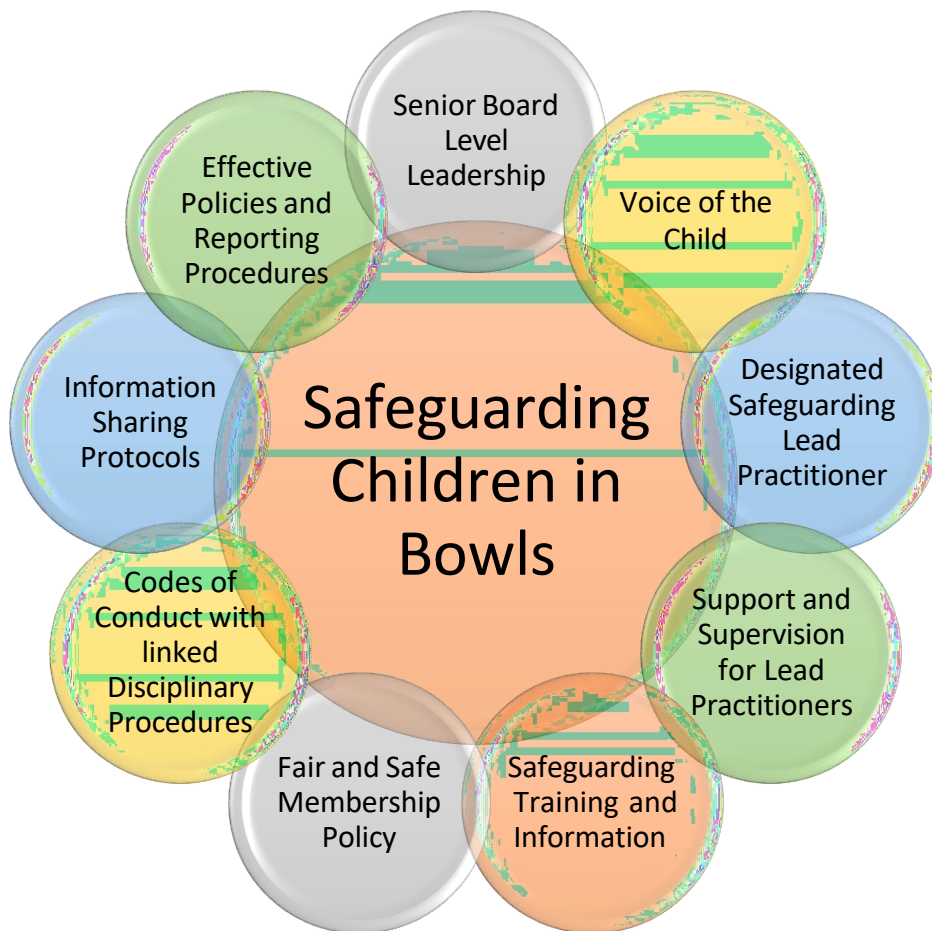 Senior Board
Level
Leadership
Voice of the
Child
Designated
Safeguarding
Lead
Practitioner
Support and
Supervision
for Lead
Practitioners
Safeguarding
Training and
Information
Fair and Safe
Membership
Policy
Codes of
Conduct with
linked
Disciplinary
Procedures
Information
Sharing
Protocols
Effective
Policies and
Reporting
Procedures
Safeguarding
Children in
Bowls